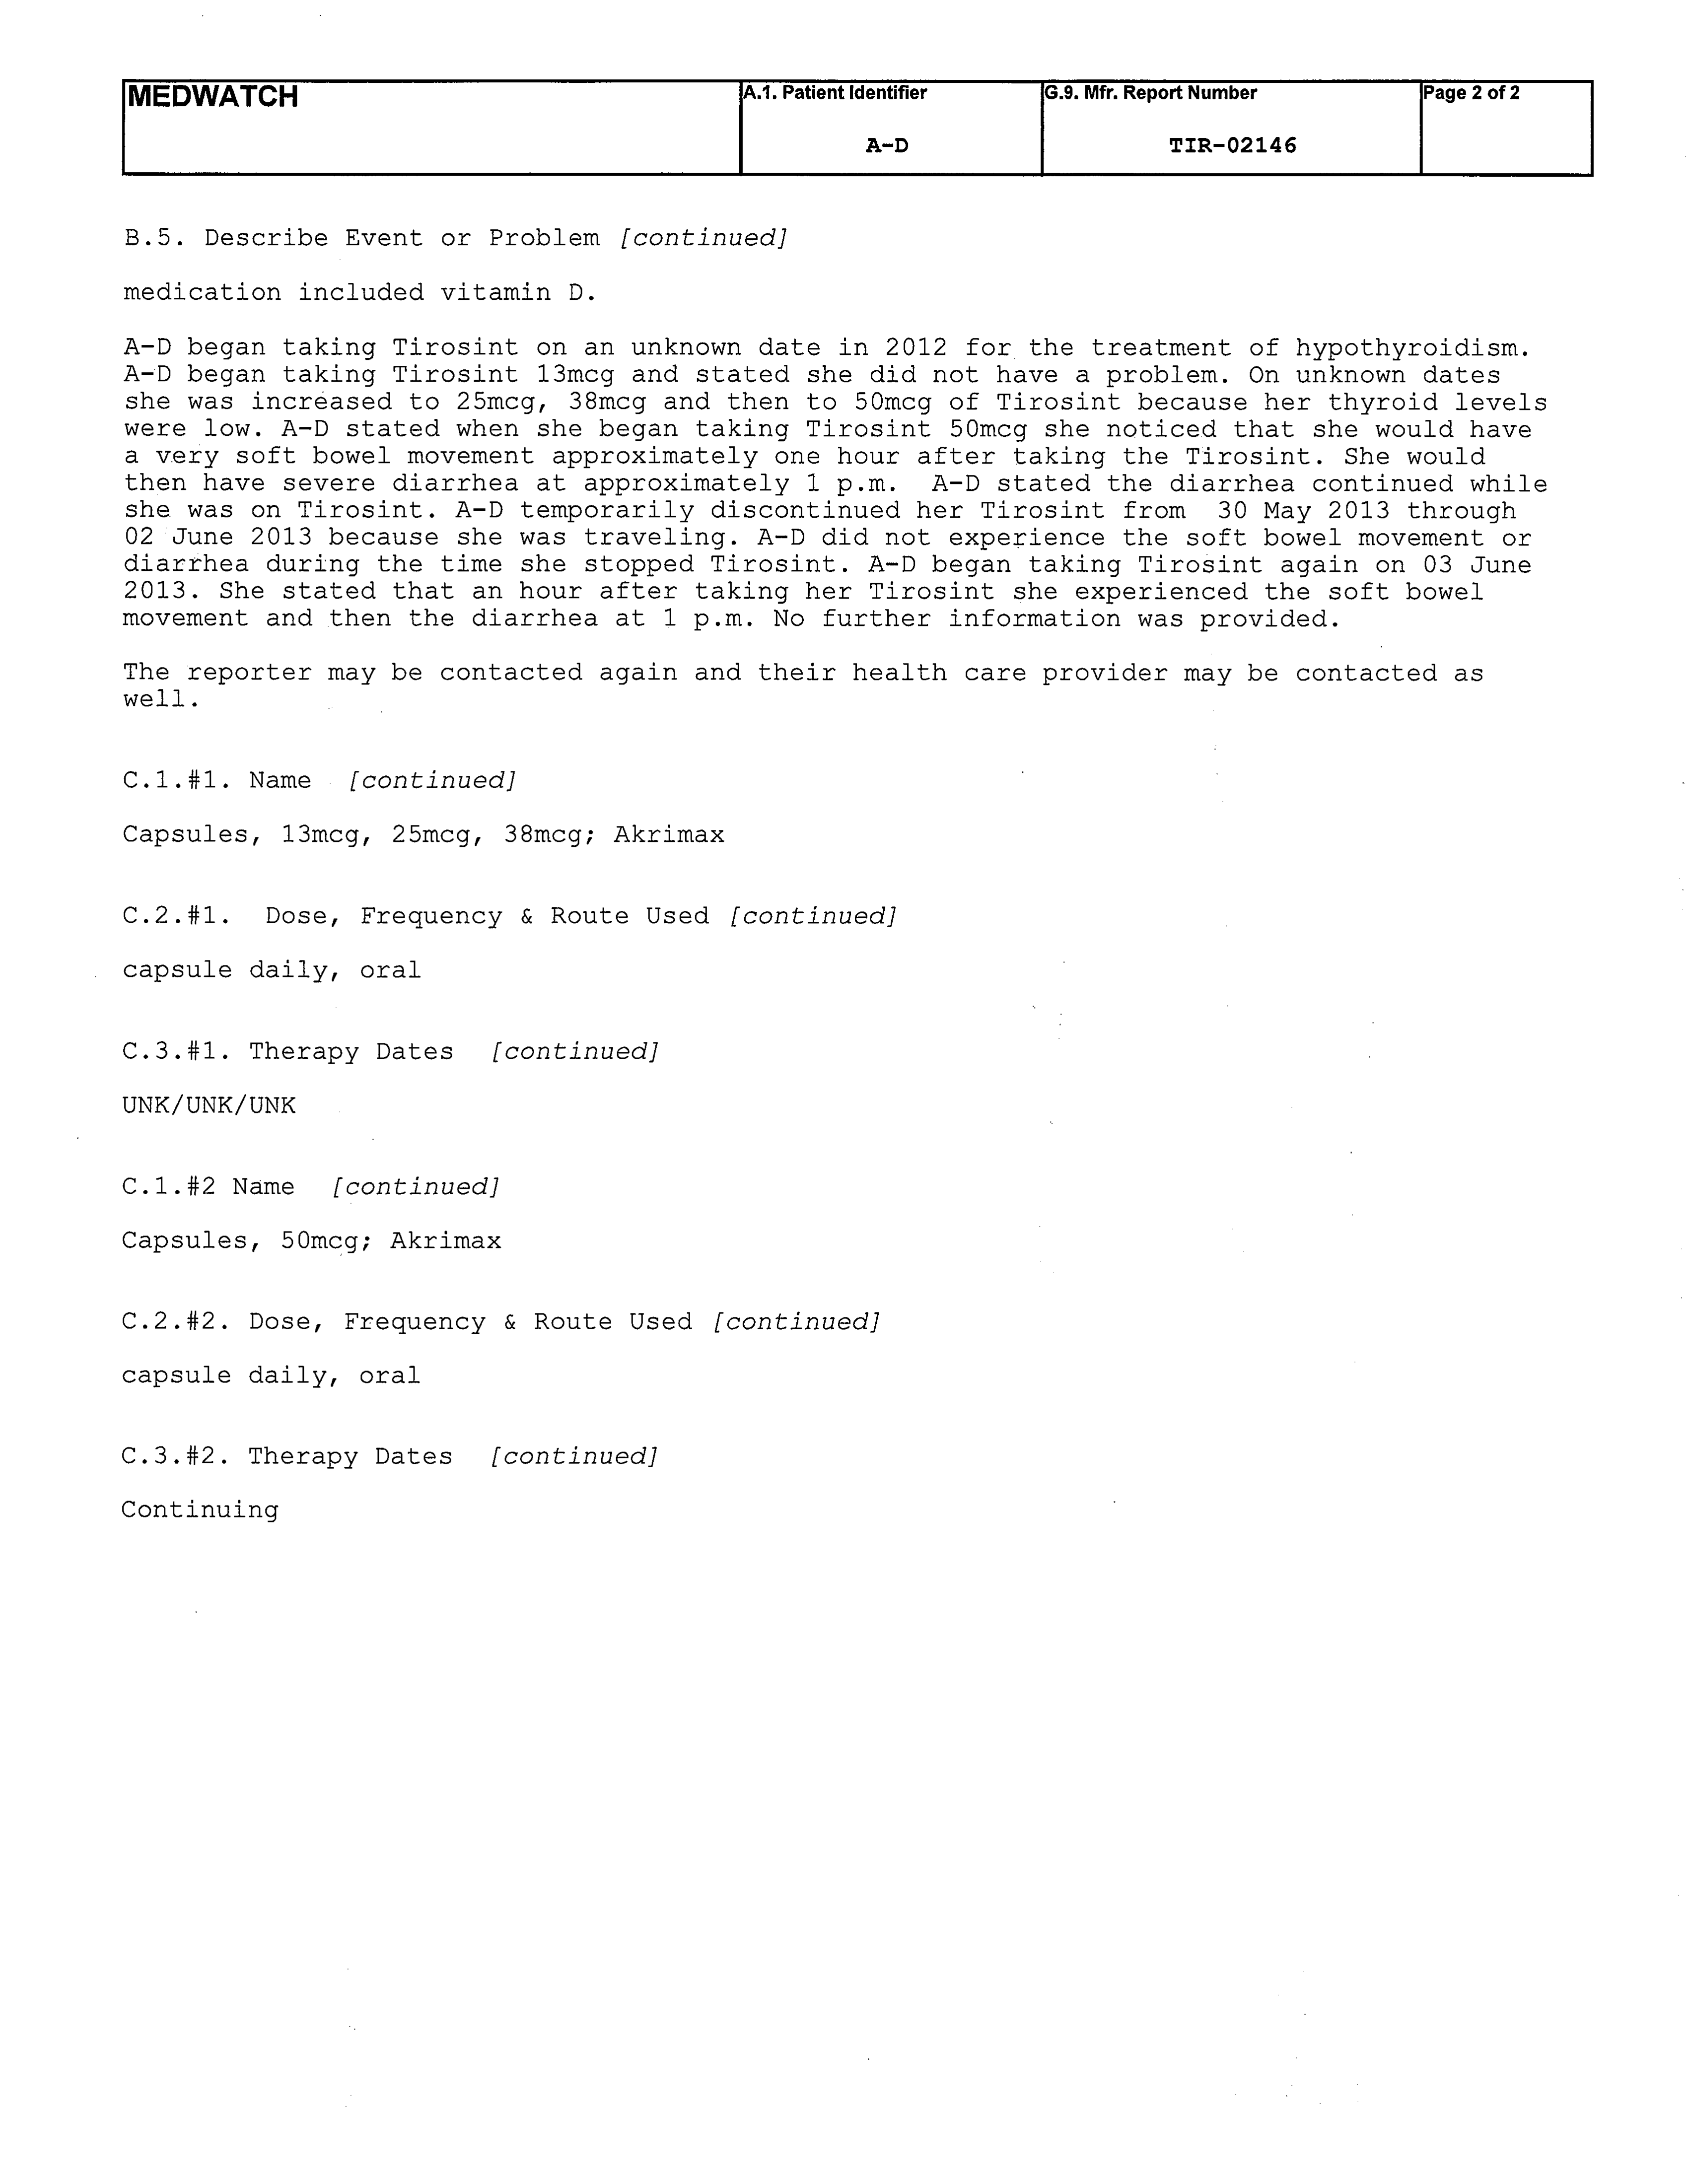 MEDWATCH
A.1. Patient Identifier
G.9. Mfr. Report Number
Page 2 of 2
A-D
TIR-02146
B.5. Describe Event or Problem [continued]
medication included vitamin D.
A-D began taking Tirosint on an unknown date in 2012 for the treatment of hypothyroidism.
A-D began taking Tirosint 13mcg and stated she did not have a problem. On unknown dates
she was increased to 25mcg, 38mcg and then to 50mcg of Tirosint because her thyroid levels
were low. A-D stated when she began taking Tirosint 50mcg she noticed that she would have
a very soft bowel movement approximately one hour after taking the Tirosint. She would
then have severe diarrhea at approximately 1 p.m.  A-D stated the diarrhea continued while
she was on Tirosint. A-D temporarily discontinued her Tirosint from  30 May 2013 through
02 June 2013 because she was traveling. A-D did not experience the soft bowel movement or
diarrhea during the time she stopped Tirosint. A-D began taking Tirosint again on 03 June
2013. She stated that an hour after taking her Tirosint she experienced the soft bowel
movement and then the diarrhea at 1 p.m. No further information was provided.
The reporter may be contacted again and their health care provider may be contacted as
well.
C.1.#1. Name  [continued]
Capsules, 13mcg, 25mcg, 38mcg; Akrimax
C.2.#1.  Dose, Frequency & Route Used [continued]
capsule daily, oral
C.3.#1. Therapy Dates  [continued]
UNK/UNK/UNK
C.1.#2 Name  [continued]
Capsules, 50mcg; Akrimax
C.2.#2. Dose, Frequency & Route Used [continued]
capsule daily, oral
C.3.#2. Therapy Dates  [continued]
Continuing